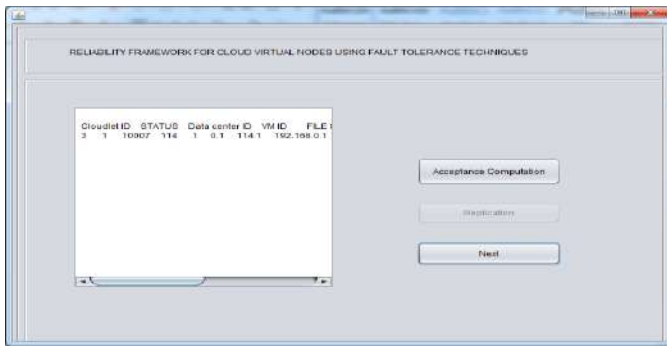 RELIABILITY FRAMEWORK FOR CLOUD VIRTUAL NODES USING FAULT TOLERANCE TECHNIQUES
Cloudlet ID STATUS Data center ID VM ID FILE
3 1 10007 114 1 0.1 114.1 192.168.0.1
Acceptance Computation
Replication
Next